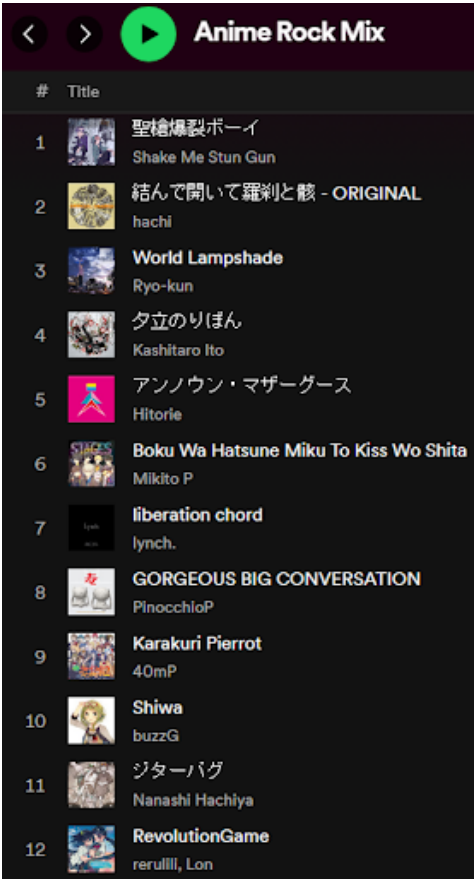 Anime Rock Mix
# Title
1
聖槍爆裂ボーイ
Shake Me Stun Gun
2
結んで開いて羅刹と骸 - ORIGINAL
hachi
3
World Lampshade
Ryo-kun
4
夕立のりぼん
Kashitaro Ito
5
アンノウン・マザーグース
Hitorie
6
Boku Wa Hatsune Miku To Kiss Wo Shita
Mikito P
7
liberation chord
lynch.
8
GORGEOUS BIG CONVERSATION
PinocchioP
9
Karakuri Pierrot
40mP
10
Shiwa
buzzG
11
ジターバグ
Nanashi Hachiya
12
RevolutionGame
rerullll, Lon